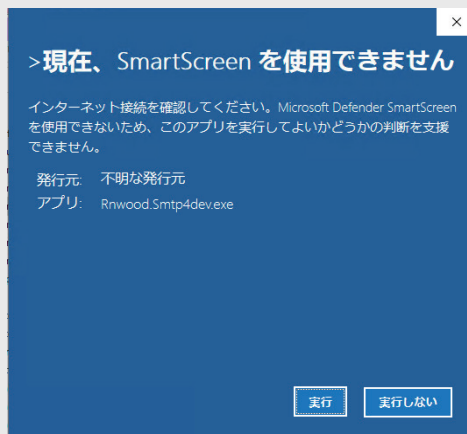 >現在、SmartScreen を使用できません
インターネット接続を確認してください。Microsoft Defender SmartScreen
を使用できないため、このアプリを実行してよいかどうかの判断を支援
できません。
発行元: 不明な発行元
アプリ: Rnwood.Smtp4dev.exe
実行 実行しない